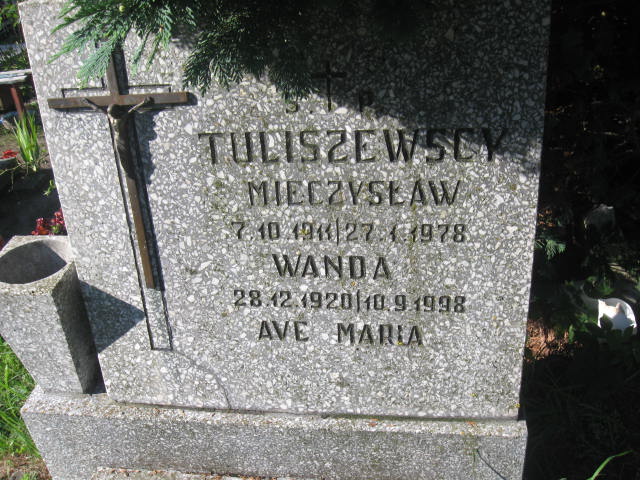 Ś. P.
TULISZEWSCY
MIECZYSŁAW
7.10.1911|27.1.1978
WANDA
28.12.1920|10.9.1998
AVE MARIA